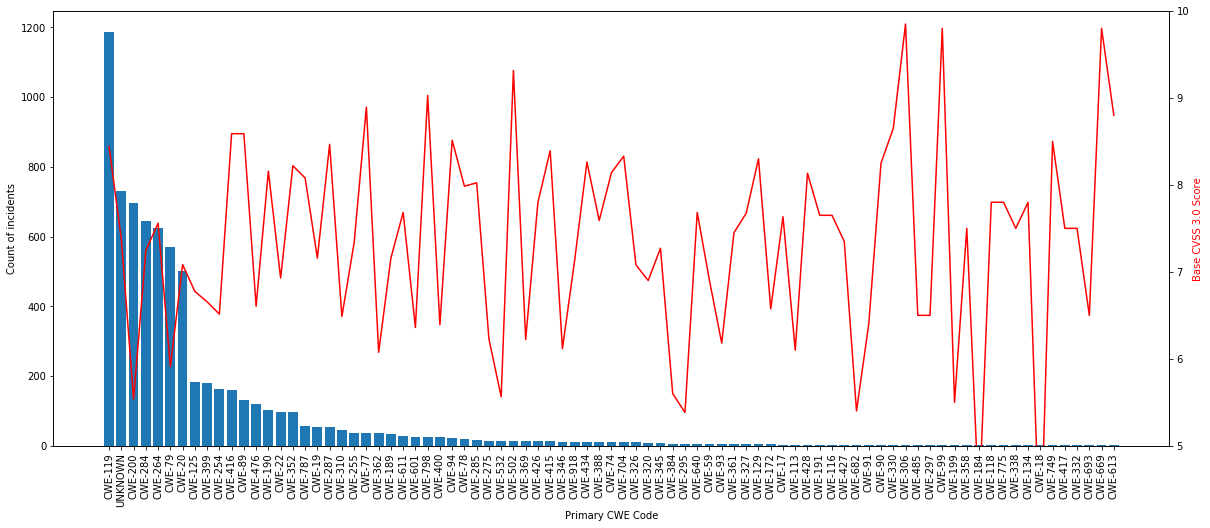 1200
1000
800
600
400
200
0
Count of incidents
10
9
8
7
6
5
Base CVSS 3.0 Score
CWE-119
UNKNOWN
CWE-200
CWE-284
CWE-264
CWE-79
CWE-20
CWE-125
CWE-399
CWE-254
CWE-416
CWE-89
CWE-476
CWE-190
CWE-22
CWE-352
CWE-787
CWE-19
CWE-287
CWE-310
CWE-255
CWE-77
CWE-362
CWE-189
CWE-611
CWE-601
CWE-798
CWE-400
CWE-94
CWE-78
CWE-285
CWE-275
CWE-532
CWE-502
CWE-369
CWE-426
CWE-415
CWE-346
CWE-918
CWE-434
CWE-388
CWE-74
CWE-704
CWE-326
CWE-320
CWE-345
CWE-384
CWE-295
CWE-640
CWE-59
CWE-93
CWE-361
CWE-327
CWE-129
CWE-172
CWE-17
CWE-113
CWE-428
CWE-191
CWE-116
CWE-427
CWE-682
CWE-91
CWE-90
CWE-330
CWE-306
CWE-485
CWE-297
CWE-99
CWE-199
CWE-358
CWE-184
CWE-118
CWE-775
CWE-338
CWE-134
CWE-18
CWE-749
CWE-417
CWE-332
CWE-693
CWE-669
CWE-613
Primary CWE Code